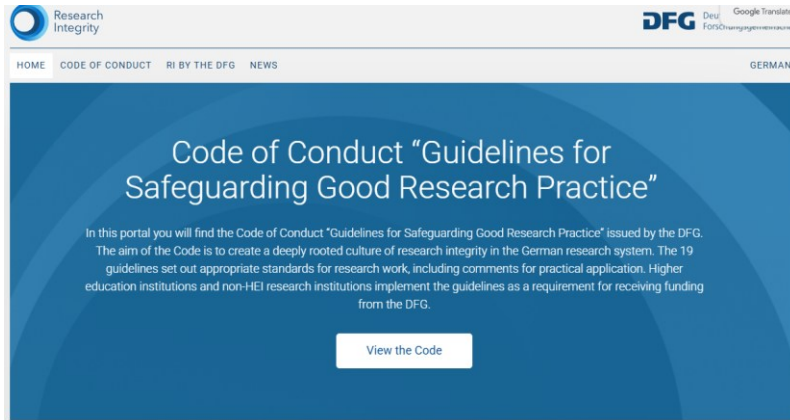 Research
Integrity
DFG
Deu
Google Translate
HOME CODE OF CONDUCT RI BY THE DFG NEWS
GERMAN
Code of Conduct “Guidelines for
Safeguarding Good Research Practice”
In this portal you will find the Code of Conduct “Guidelines for Safeguarding Good Research Practice” issued by the DFG.
The aim of the Code is to create a deeply rooted culture of research integrity in the German research system. The 19
guidelines set out appropriate standards for research work, including comments for practical application. Higher
education institutions and non-HEI research institutions implement the guidelines as a requirement for receiving funding
from the DFG.
View the Code